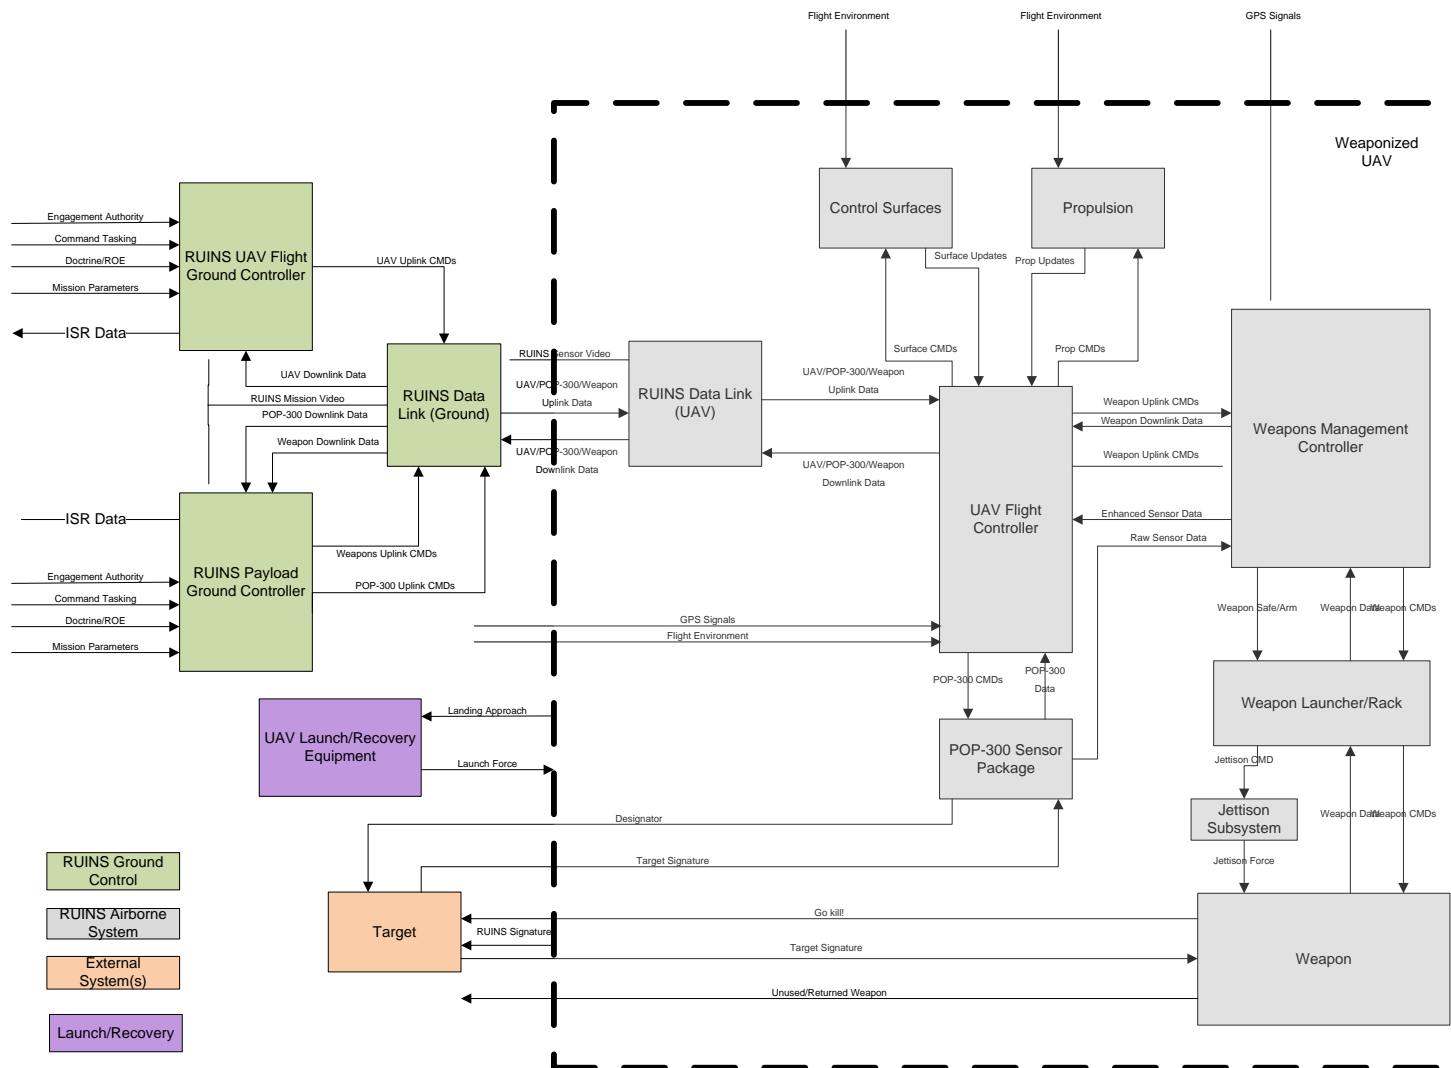 Flight Environment
Flight Environment
GPS Signals
Weaponized
UAV
Control Surfaces
Propulsion
Engagement Authority
Command Tasking
Doctrine/ROE
Mission Parameters
ISR Data
RUINS UAV Flight
Ground Controller
UAV Uplink CMDs
Surface Updates
Prop Updates
Surface CMDs
Prop CMDs
UAV Downlink Data
RUINS Mission Video
POP-300 Downlink Data
Weapon Downlink Data
RUINS Data
Link (Ground)
RUINS Sensor Video
UAV/POP-300/Weapon
Uplink Data
UAV/POP-300/Weapon
Downlink Data
RUINS Data Link
(UAV)
UAV/POP-300/Weapon
Uplink Data
UAV/POP-300/Weapon
Downlink Data
UAV Flight
Controller
Weapon Uplink CMDs
Weapon Downlink Data
Weapon Uplink CMDs
Enhanced Sensor Data
Raw Sensor Data
Weapons Management
Controller
ISR Data
Engagement Authority
Command Tasking
Doctrine/ROE
Mission Parameters
RUINS Payload
Ground Controller
Weapons Uplink CMDs
POP-300 Uplink CMDs
GPS Signals
Flight Environment
POP-300 CMDs
POP-300
Data
Weapon Safe/Arm
Weapon Data
Weapon CMDs
Weapon Launcher/Rack
UAV Launch/Recovery
Equipment
Landing Approach
Launch Force
POP-300 Sensor
Package
Jettison CMD
Jettison
Subsystem
Weapon Data
Weapon CMDs
Jettison Force
Designator
Target Signature
Target
Go kill!
RUINS Signature
Target Signature
Unused/Returned Weapon
Weapon
RUINS Ground
Control
RUINS Airborne
System
External
System(s)
Launch/Recovery